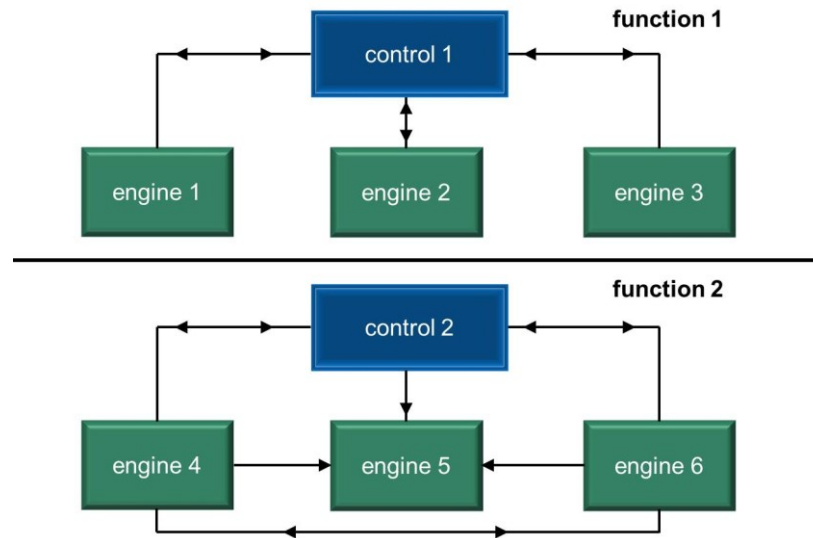 function 1
control 1
engine 1
engine 2
engine 3
function 2
control 2
engine 4
engine 5
engine 6